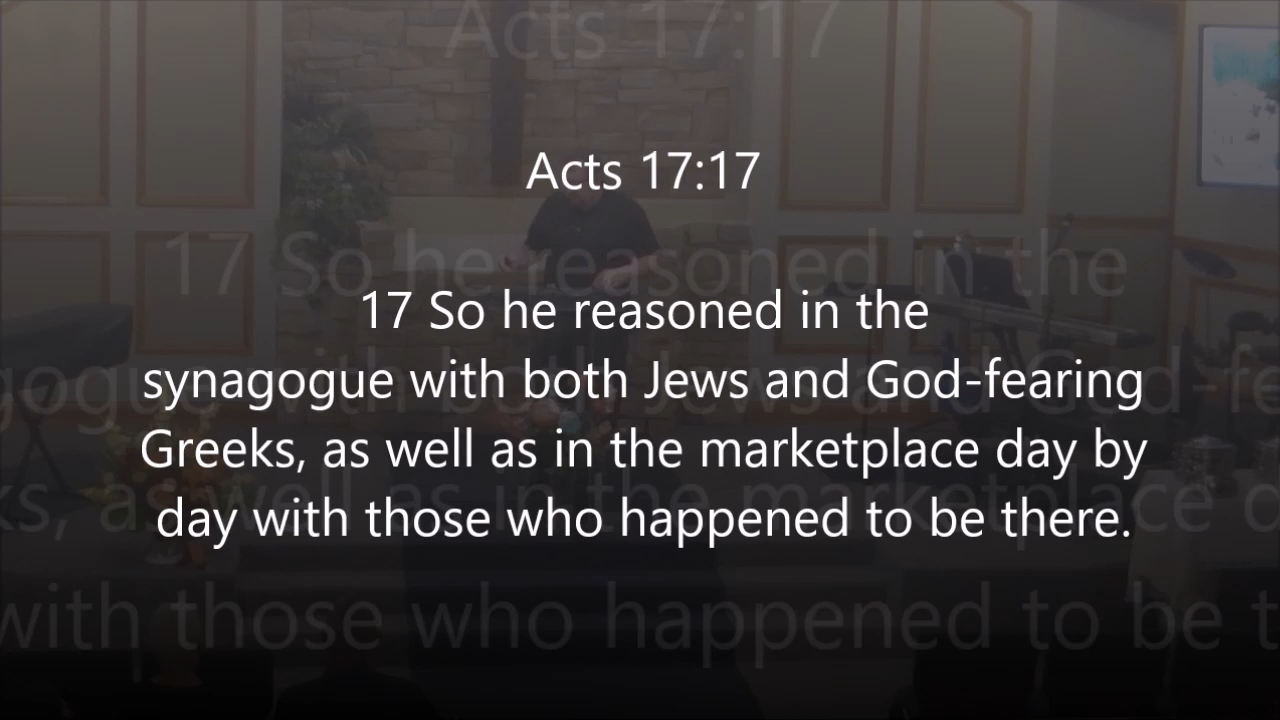 Acts 17:17
17 So he reasoned in the
synagogue with both Jews and God-fearing
Greeks, as well as in the marketplace day by
day with those who happened to be there.